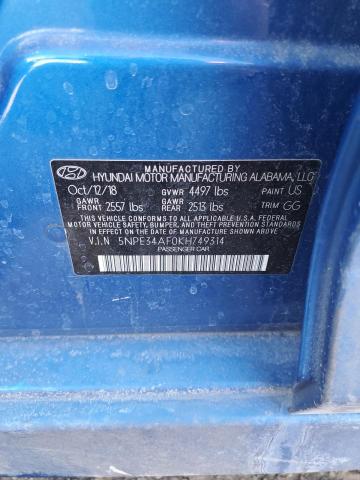 MANUFACTURED BY
HYUNDAI MOTOR MANUFACTURING ALABAMA, LLC
Oct/12/18 GVWR 4497 lbs PAINT US
GAWR FRONT 2557 lbs GAWR REAR 2513 lbs TRIM GG
THIS VEHICLE CONFORMS TO ALL APPLICABLE U.S. FEDERAL
MOTOR VEHICLE SAFETY, BUMPER, AND THEFT PREVENTION STANDARDS
IN EFFECT ON THE DATE OF MANUFACTURE SHOWN ABOVE.
V.I.N 5NPE34AF0KH749314
PASSENGER CAR